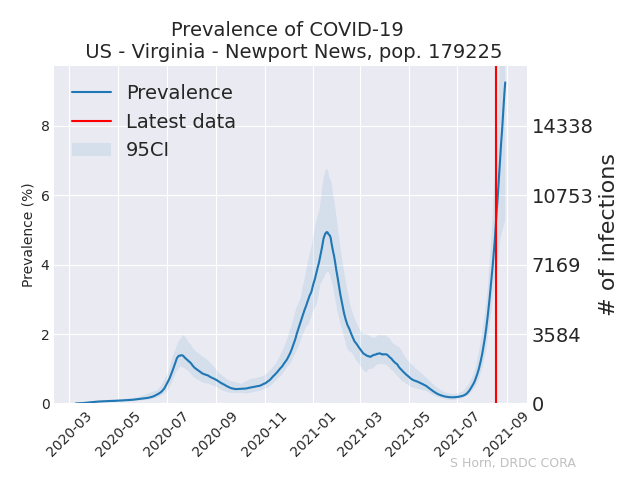 Prevalence of COVID-19
US - Virginia - Newport News, pop. 179225
Prevalence
Latest data
95CI
Prevalence (%)
8
6
4
2
0
14338
10753
7169
3584
0
# of infections
2020-03
2020-05
2020-07
2020-09
2020-11
2021-01
2021-03
2021-05
2021-07
2021-09
S Horn, DRDC CORA